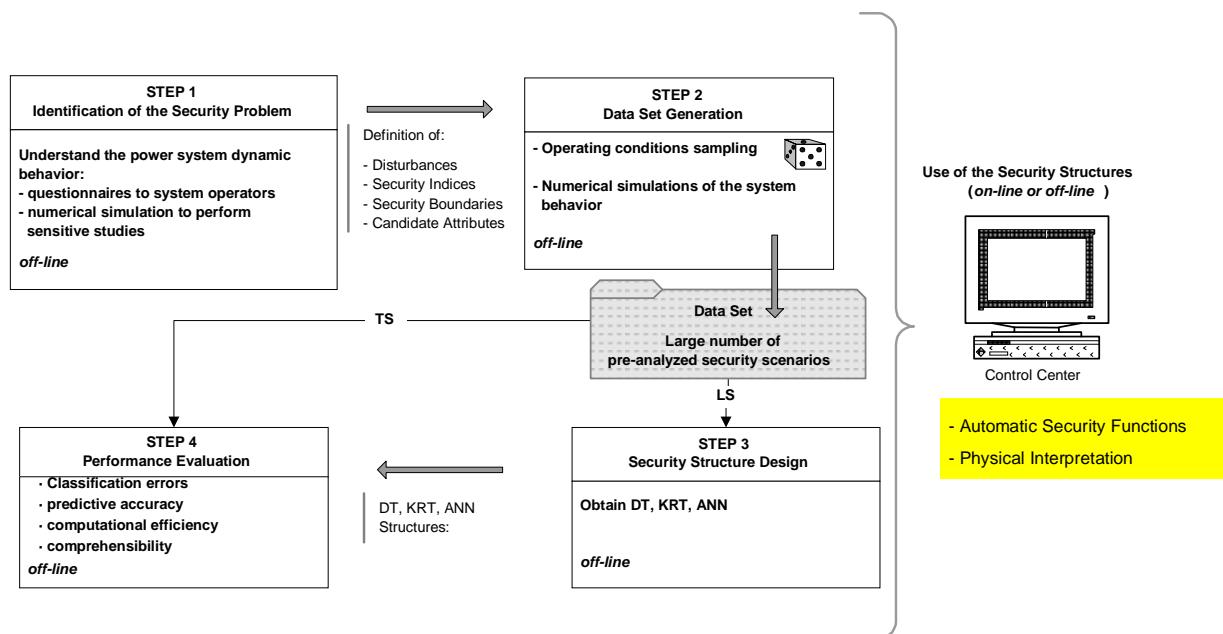 STEP 1
Identification of the Security Problem
Understand the power system dynamic
behavior:
- questionnaires to system operators
- numerical simulation to perform
sensitive studies
off-line
Definition of:
- Disturbances
- Security Indices
- Security Boundaries
- Candidate Attributes
STEP 2
Data Set Generation
- Operating conditions sampling
- Numerical simulations of the system
behavior
off-line
Data Set
Large number of
pre-analyzed security scenarios
TS
LS
STEP 3
Security Structure Design
Obtain DT, KRT, ANN
off-line
DT, KRT, ANN
Structures:
STEP 4
Performance Evaluation
· Classification errors
· predictive accuracy
· computational efficiency
· comprehensibility
off-line
Use of the Security Structures
(on-line or off-line )
Control Center
- Automatic Security Functions
- Physical Interpretation